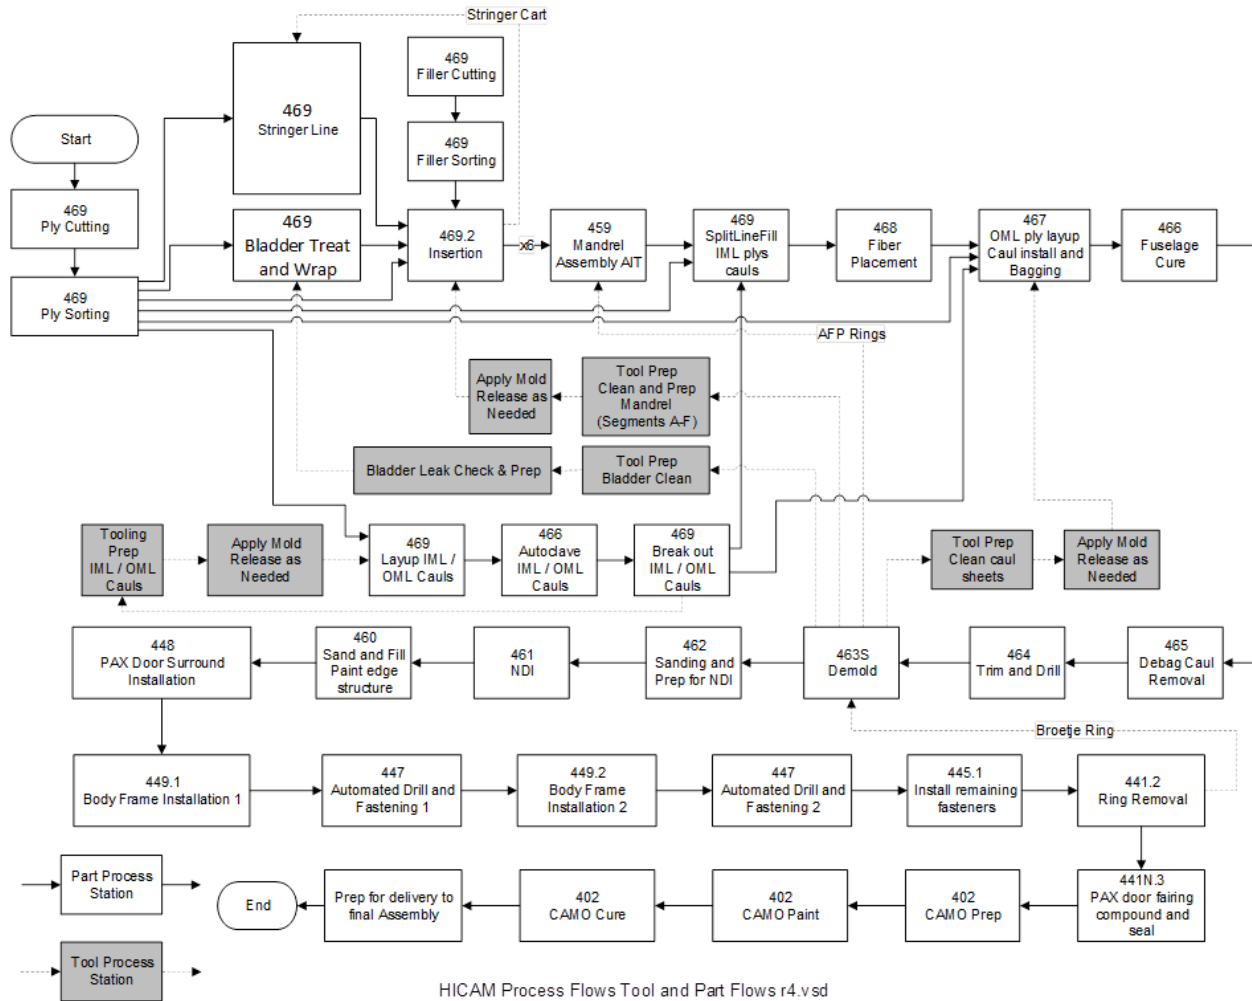 Stringer Cart
469
Stringer Line
469
Filler Cutting
Start
469
Filler Sorting
469
Ply Cutting
469
Bladder Treat
and Wrap
469.2
Insertion
x6
459
Mandrel
Assembly AIT
469
SplitLineFill
IML plys
cauls
468
Fiber
Placement
467
OML ply layup
Caul install and
Bagging
466
Fuselage
Cure
469
Ply Sorting
AFP Rings
Apply Mold
Release as
Needed
Tool Prep
Clean and Prep
Mandrel
(Segments A-F)
Bladder Leak Check & Prep
Tool Prep
Bladder Clean
Tooling
Prep
IML / OML
Cauls
Apply Mold
Release as
Needed
469
Layup IML /
OML Cauls
466
Autoclave
IML / OML
Cauls
469
Break out
IML / OML
Cauls
Tool Prep
Clean caul
sheets
Apply Mold
Release as
Needed
448
PAX Door Surround
Installation
460
Sand and Fill
Paint edge
structure
461
NDI
462
Sanding and
Prep for NDI
463S
Demold
464
Trim and Drill
465
Debag Caul
Removal
Broetje Ring
449.1
Body Frame Installation 1
447
Automated Drill and
Fastening 1
449.2
Body Frame
Installation 2
447
Automated Drill and
Fastening 2
445.1
Install remaining
fasteners
441.2
Ring Removal
Part Process
Station
End
Prep for delivery to
final Assembly
402
CAMO Cure
402
CAMO Paint
402
CAMO Prep
441N.3
PAX door fairing
compound and
seal
Tool Process
Station
HICAM Process Flows Tool and Part Flows r4.vsd